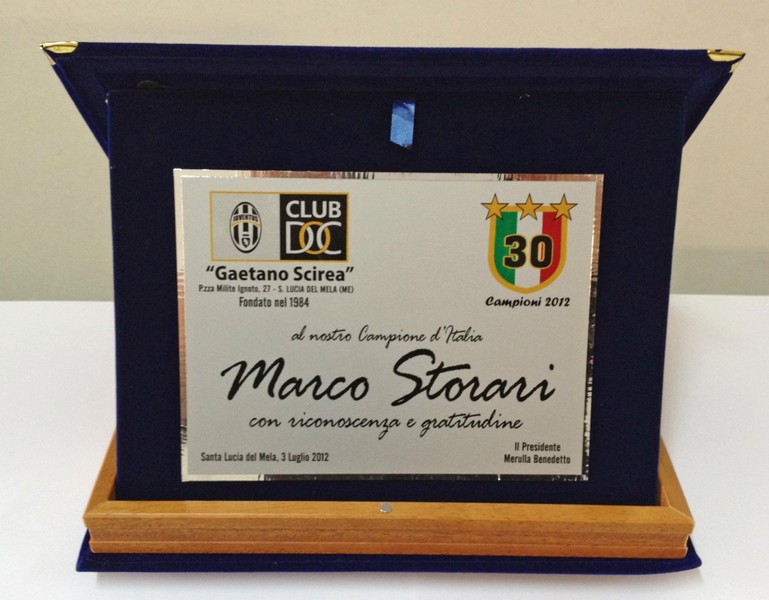 JUVENTUS
CLUB
DOC
"Gaetano Scirea"
P.zza Milite Ignoto, 27 - S. LUCIA DEL MELA (ME)
Fondato nel 1984
30
Campioni 2012
al nostro Campione d'Italia
Marco Storari
con riconoscenza e gratitudine
Santa Lucia del Mela, 3 Luglio 2012
Il Presidente
Merulla Benedetto